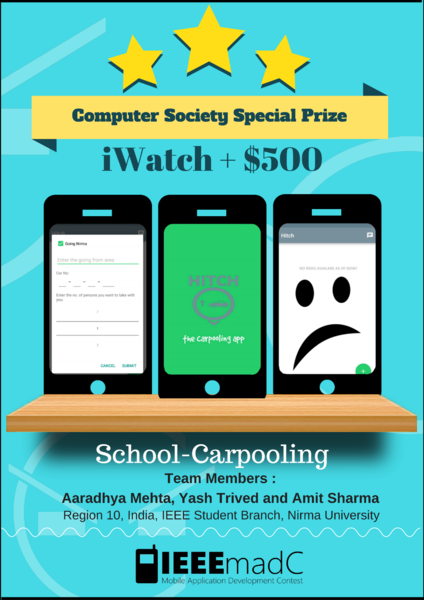 Computer Society Special Prize
iWatch + $500
Going Nirma
Enter the going from area
Car No:
Enter the no. of persons you want to take with
you:
CANCEL SUBMIT
HITCH
the carpooling app
Hitch
NO RIDES AVAILABLE AS OF NOW!!
School-Carpooling
Team Members :
Aaradhya Mehta, Yash Trived and Amit Sharma
Region 10, India, IEEE Student Branch, Nirma University
IEEEmadC
Mobile Application Development Contest